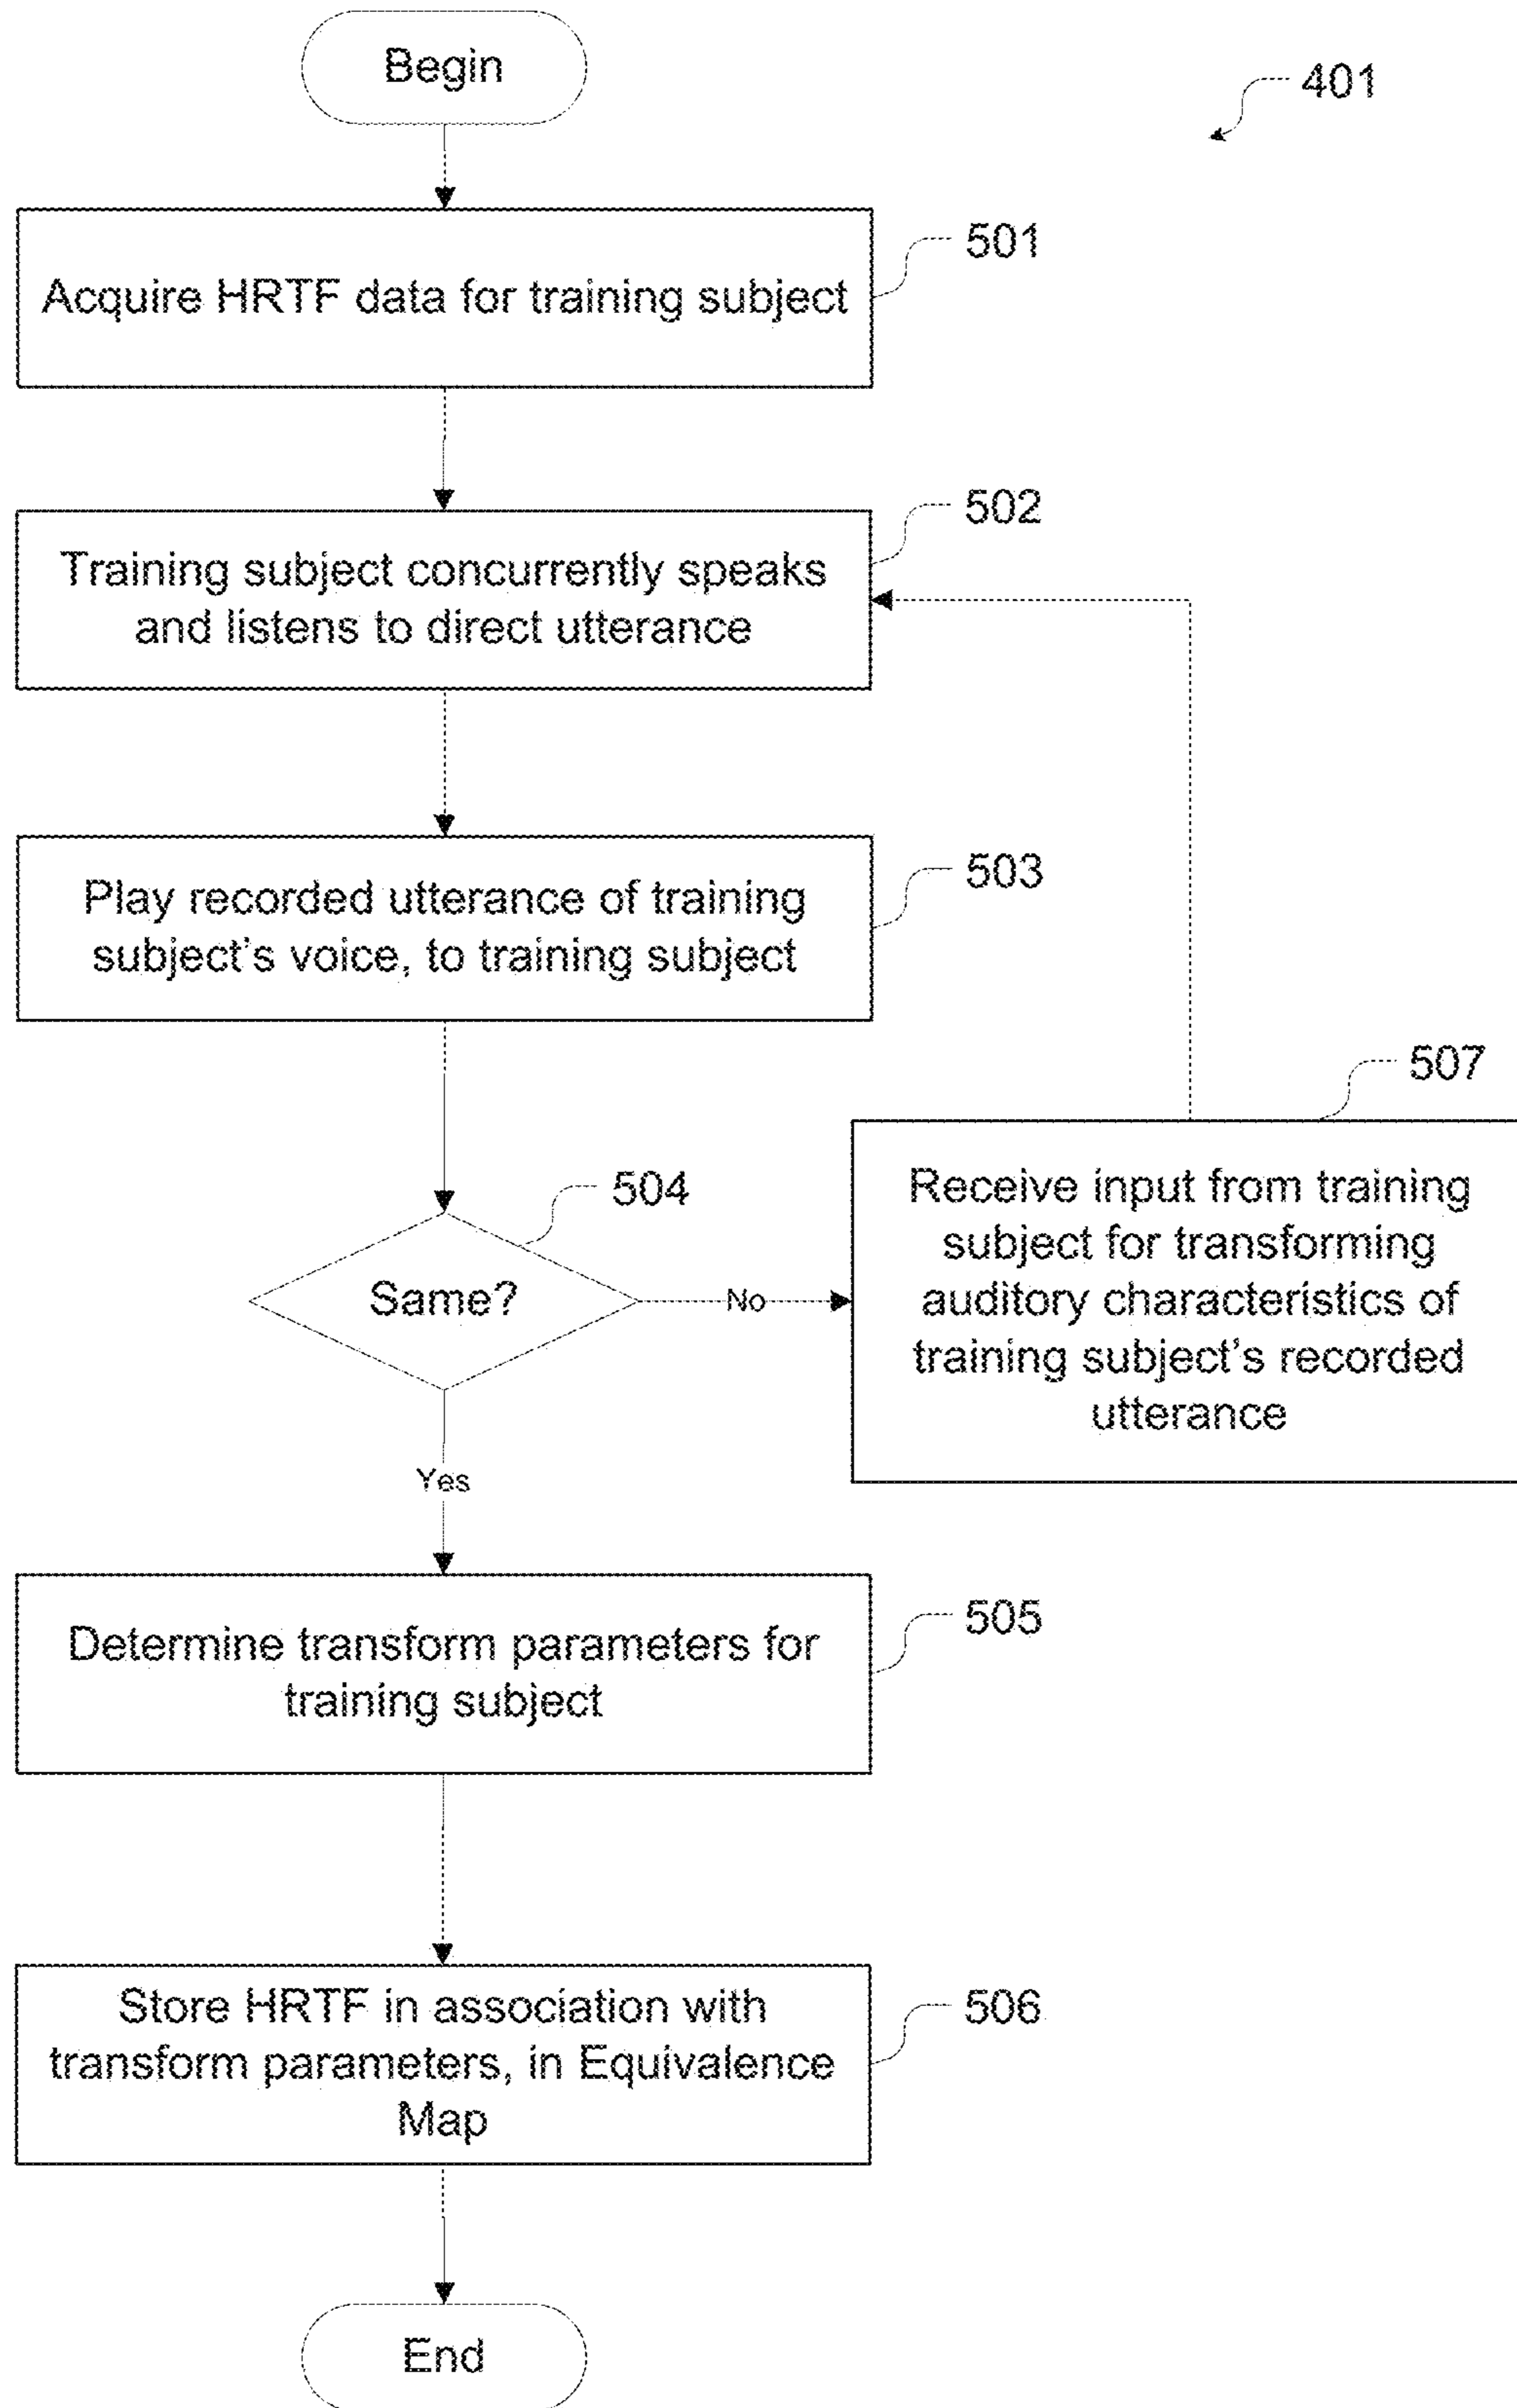 Begin
401
501
Acquire HRTF data for training subject
502
Training subject concurrently speaks
and listens to direct utterance
503
Play recorded utterance of training
subject's voice, to training subject
507
504
Same?
No
Receive input from training
subject for transforming
auditory characteristics of
training subject's recorded
utterance
Yes
505
Determine transform parameters for
training subject
506
Store HRTF in association with
transform parameters, in Equivalence
Map
End